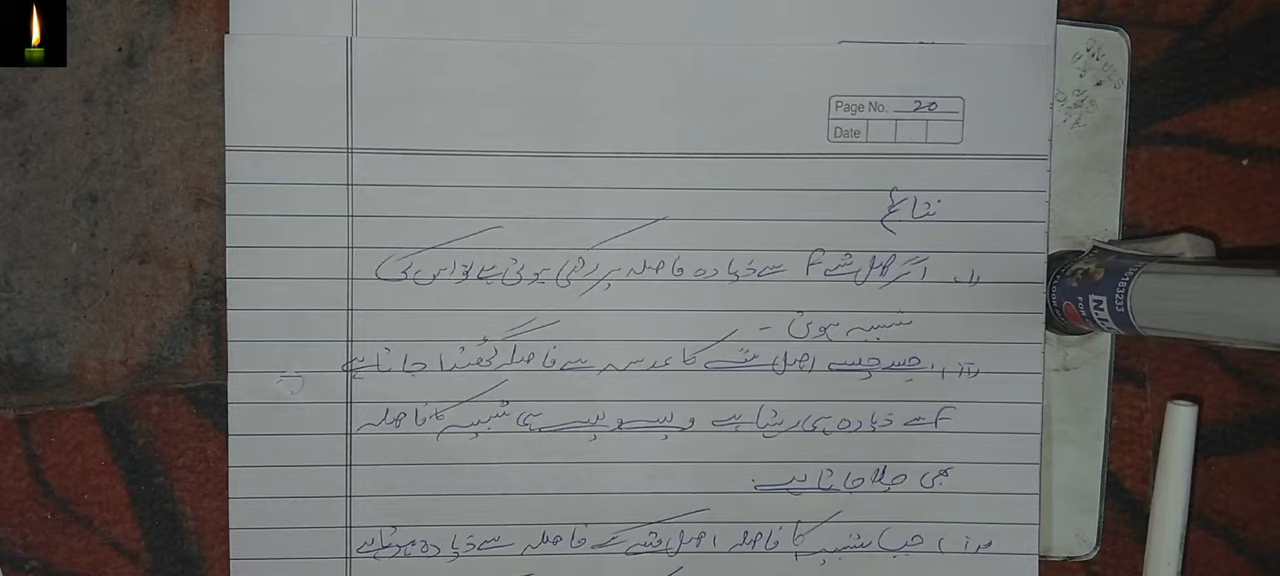 Page No. 20
Date
نتائج
(i) اگر اصل شے F سے زیادہ فاصلہ پر رکھی ہوئی ہے تو اس کی
شبیہ ہوتی -
(ii) جیسے جیسے اصل شے کا عدسہ سے فاصلہ گھٹتا جاتا ہے
F سے زیادہ ہی رہتا ہے ویسے ویسے ہی شبیہ کا فاصلہ
بھی چلا جاتا ہے
جب شبیہ کا فاصلہ اصل شے کے فاصلہ سے زیادہ ہوتا ہے